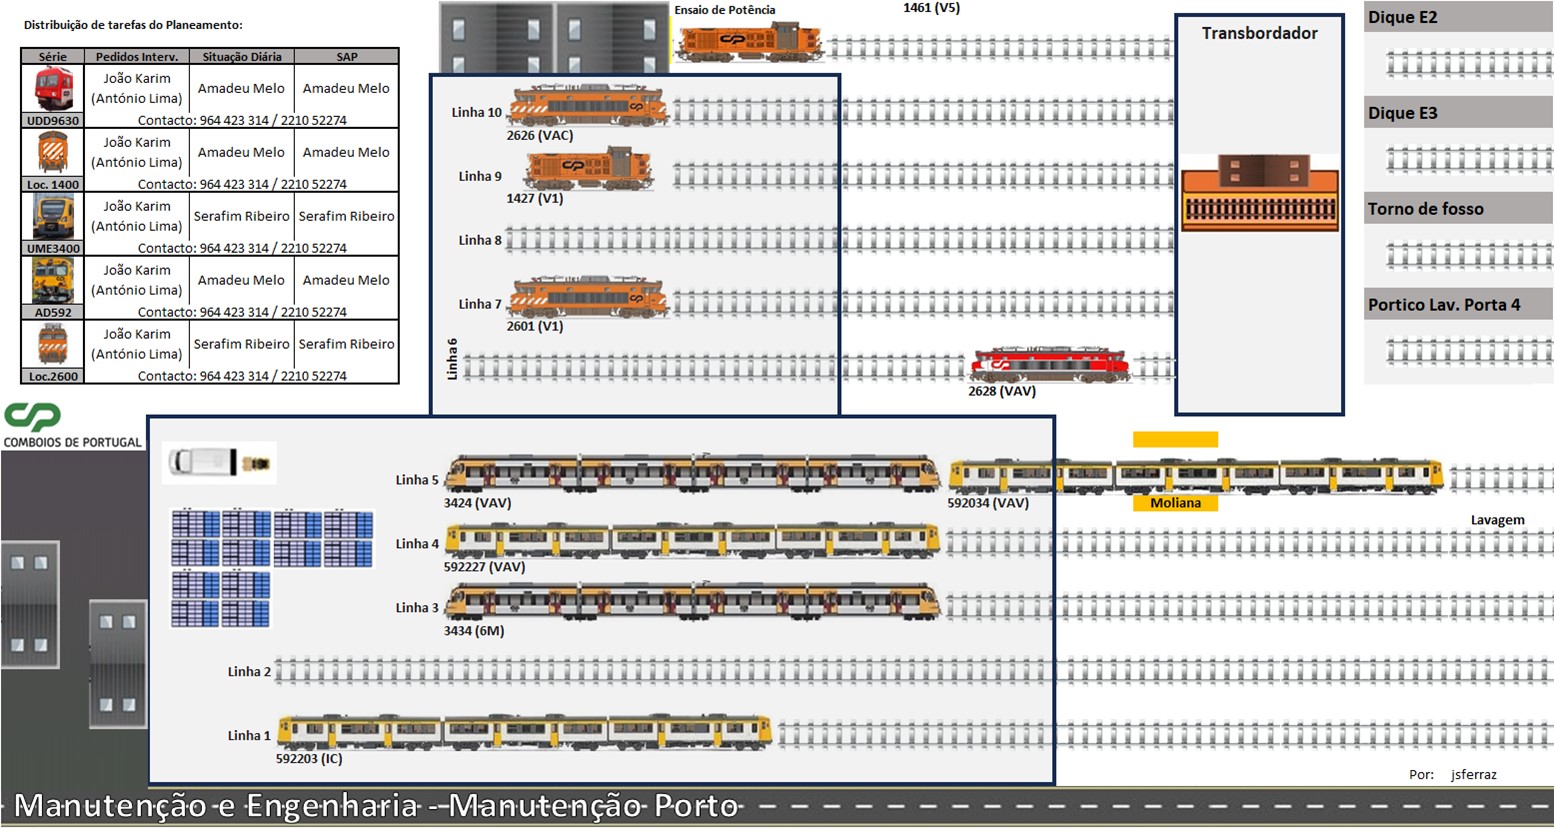 Distribuição de tarefas do Planeamento:
Série Pedidos Interv. Situação Diária SAP
João Karim
(António Lima) Amadeu Melo Amadeu Melo
UDD9630 Contacto: 964 423 314 / 2210 52274
João Karim
(António Lima) Amadeu Melo Amadeu Melo
Loc. 1400 Contacto: 964 423 314 / 2210 52274
João Karim
(António Lima) Serafim Ribeiro Serafim Ribeiro
UME3400 Contacto: 964 423 314 / 2210 52274
João Karim
(António Lima) Amadeu Melo Amadeu Melo
AD592 Contacto: 964 423 314 / 2210 52274
João Karim
(António Lima) Serafim Ribeiro Serafim Ribeiro
Loc.2600 Contacto: 964 423 314 / 2210 52274
CP
COMBOIOS DE PORTUGAL
Ensaio de Potência
1461 (V5)
Linha 10
2626 (VAC)
Linha 9
1427 (V1)
Linha 8
Linha 7
2601 (V1)
Linha 6
2628 (VAV)
Transbordador
Dique E2
Dique E3
Torno de fosso
Portico Lav. Porta 4
Linha 5
3424 (VAV)
592034 (VAV)
Moliana
Lavagem
Linha 4
592227 (VAV)
Linha 3
3434 (6M)
Linha 2
Linha 1
592203 (IC)
Por: jsferraz
Manutenção e Engenharia - Manutenção Porto